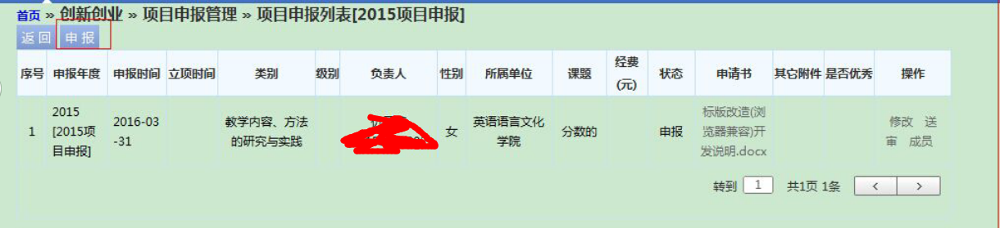 首页 » 创新创业 » 项目申报管理 » 项目申报列表[2015项目申报]
返 回 申 报
序号 申报年度 申报时间 立项时间 类别 级别 负责人 性别 所属单位 课题 经费(元) 状态 申请书 其它附件 是否优秀 操作
1 2015[2015项目申报] 2016-03-31 教学内容、方法的研究与实践 女 英语语言文化学院 分数的 申报 标版改造(浏览器兼容)开发说明.docx 修改 送审 成员
转到 1 共1页 1条 < >